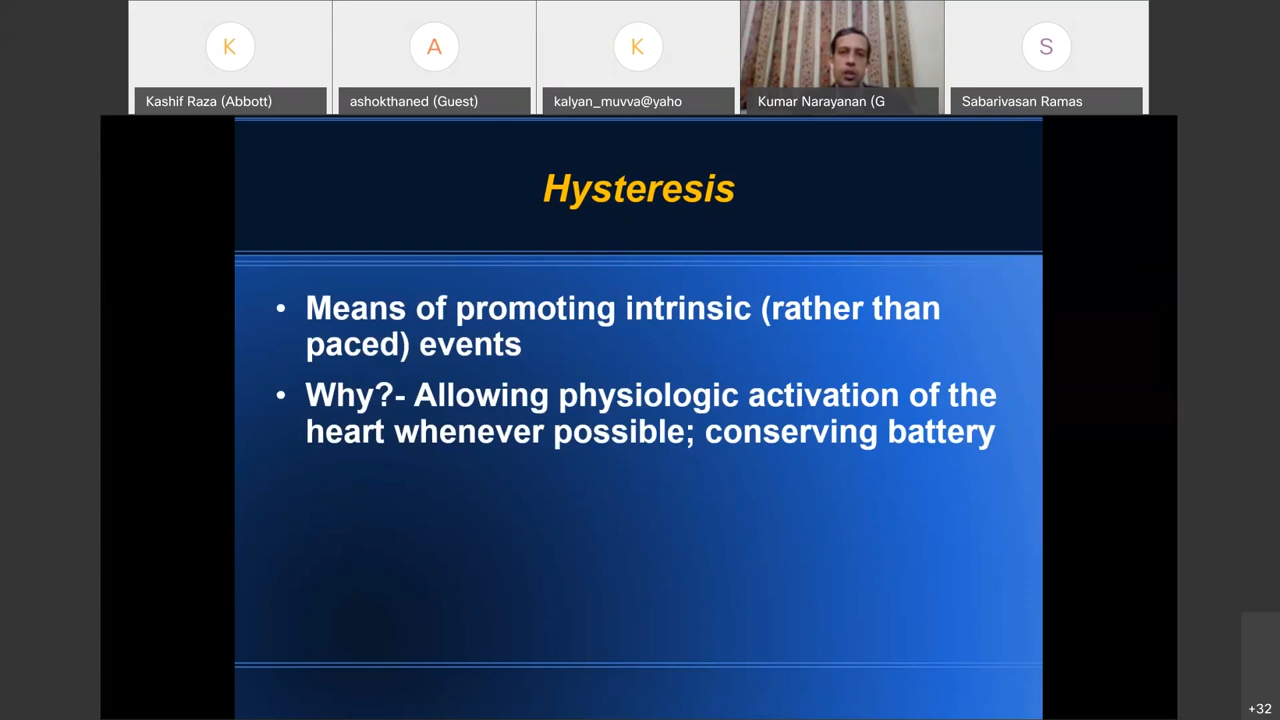 K
A
K
S
Kashif Raza (Abbott)
ashokthaned (Guest)
kalyan_muvva@yaho
Kumar Narayanan (G
Sabarivasan Ramas
Hysteresis
• Means of promoting intrinsic (rather than
paced) events
• Why?- Allowing physiologic activation of the
heart whenever possible; conserving battery
+32